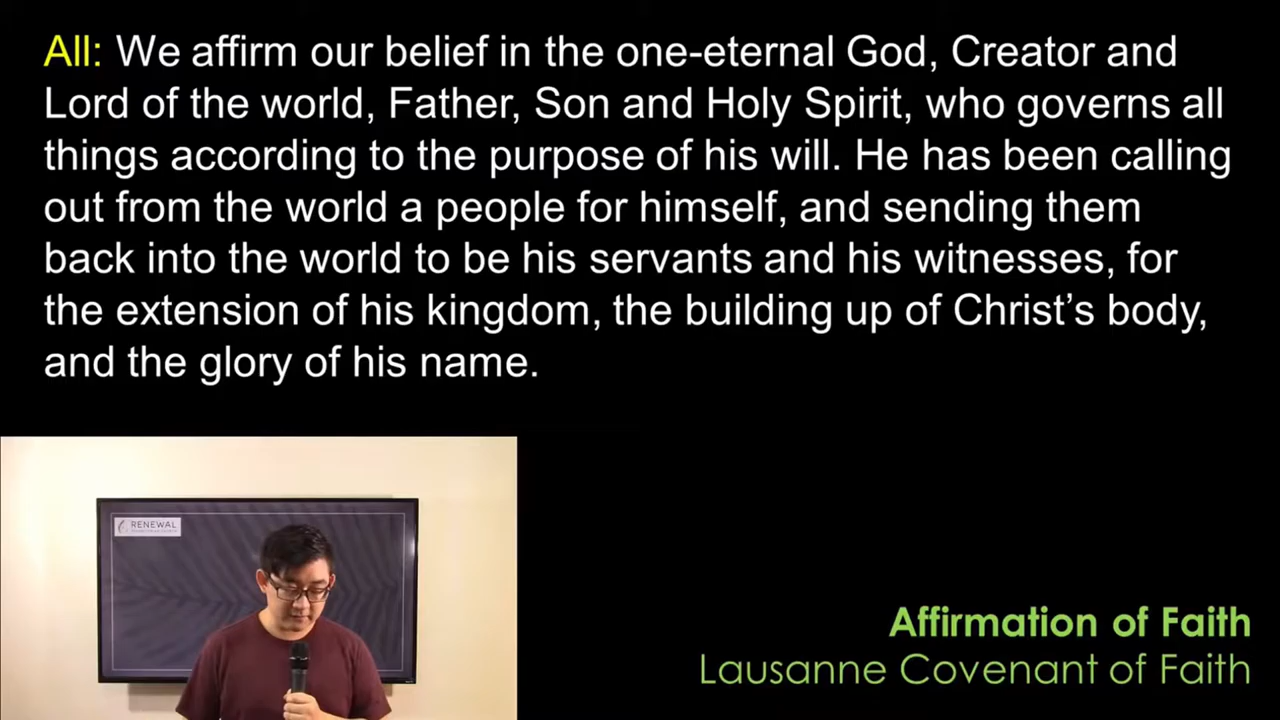 All: We affirm our belief in the one-eternal God, Creator and
Lord of the world, Father, Son and Holy Spirit, who governs all
things according to the purpose of his will. He has been calling
out from the world a people for himself, and sending them
back into the world to be his servants and his witnesses, for
the extension of his kingdom, the building up of Christ’s body,
and the glory of his name.
RENEWAL
Affirmation of Faith
Lausanne Covenant of Faith